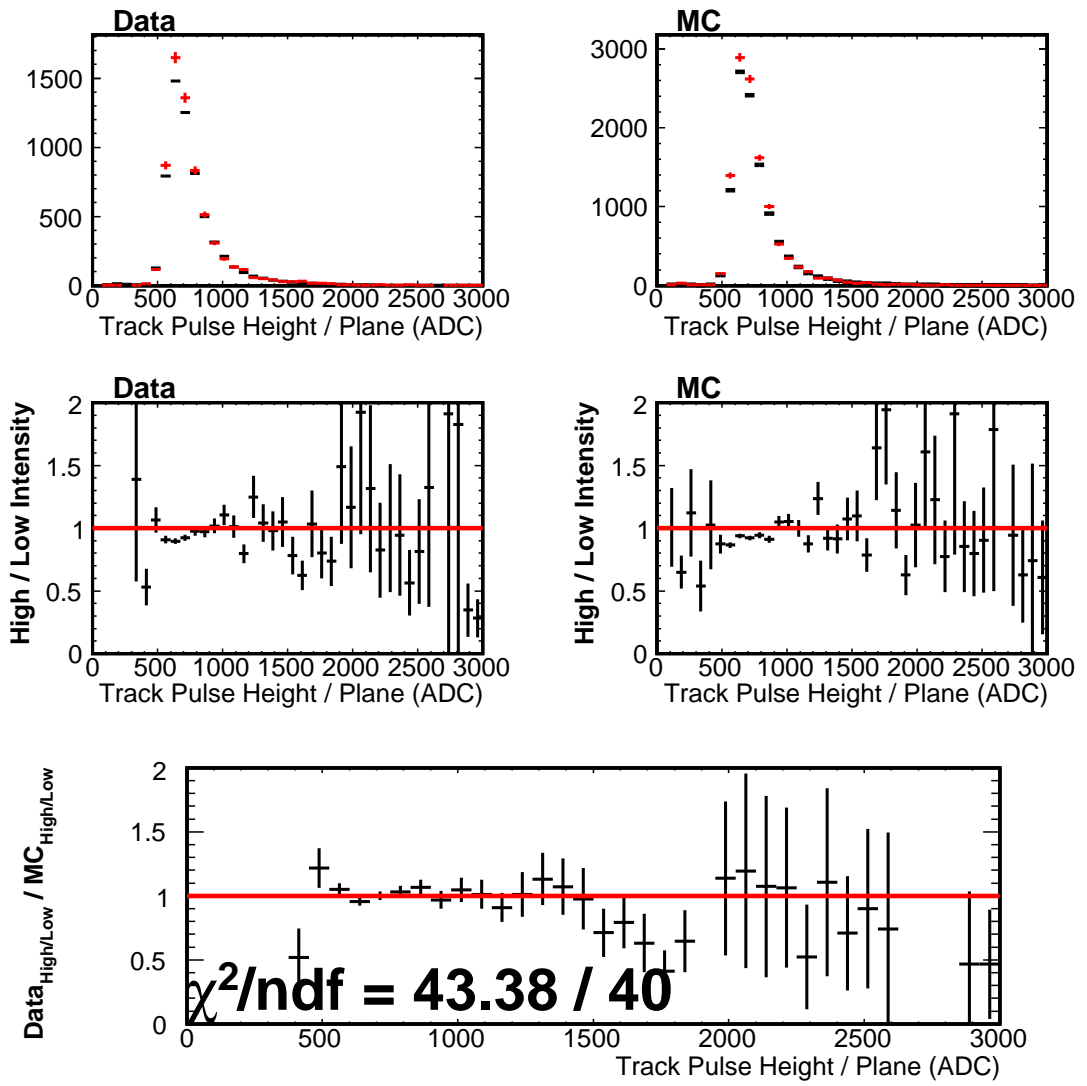 Data
MC
1500
1000
500
0
0 500 1000 1500 2000 2500 3000
Track Pulse Height / Plane (ADC)
3000
2000
1000
0
0 500 1000 1500 2000 2500 3000
Track Pulse Height / Plane (ADC)
Data
MC
High / Low Intensity
2
1.5
1
0.5
0
0 500 1000 1500 2000 2500 3000
Track Pulse Height / Plane (ADC)
High / Low Intensity
2
1.5
1
0.5
0
0 500 1000 1500 2000 2500 3000
Track Pulse Height / Plane (ADC)
Data_High/Low / MC_High/Low
2
1.5
1
0.5
0
χ²/ndf = 43.38 / 40
0 500 1000 1500 2000 2500 3000
Track Pulse Height / Plane (ADC)